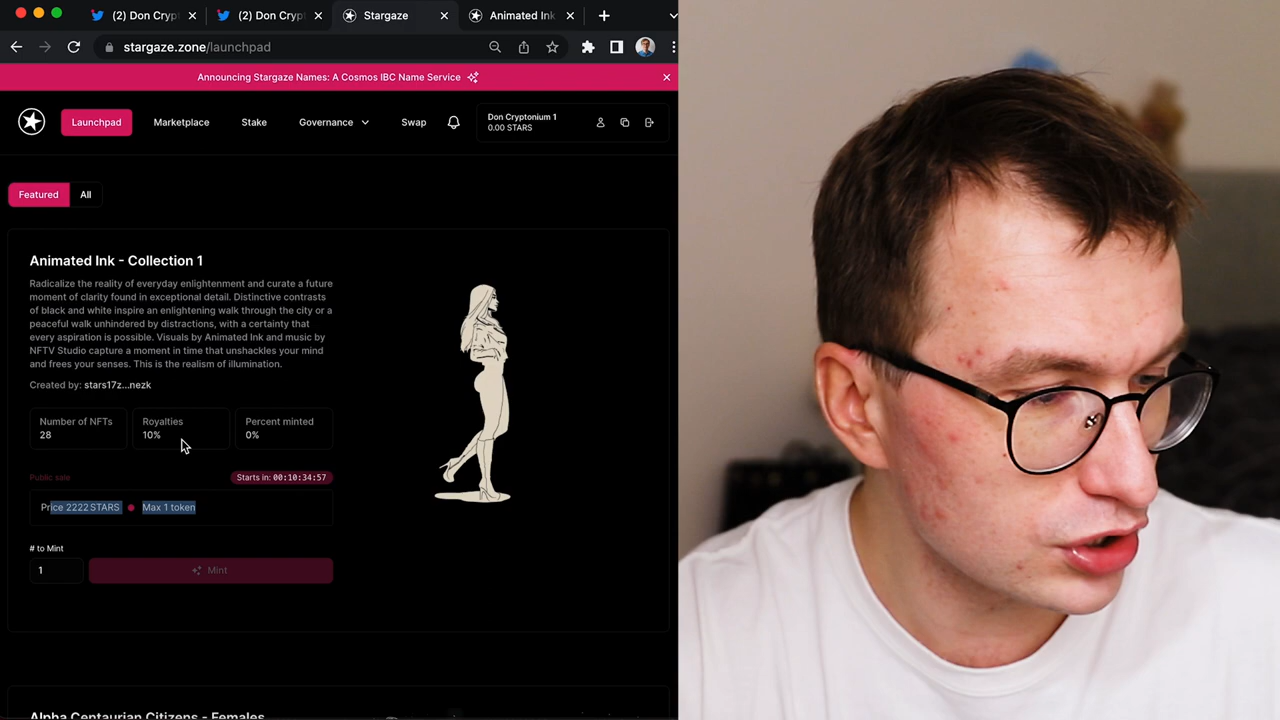 (2) Don Crypt
(2) Don Crypt
Stargaze
Animated Ink
stargaze.zone/launchpad
Announcing Stargaze Names: A Cosmos IBC Name Service
Launchpad
Marketplace
Stake
Governance
Swap
Don Cryptonium 1
0.00 STARS
Featured
All
Animated Ink - Collection 1
Radicalize the reality of everyday enlightenment and curate a future
moment of clarity found in exceptional detail. Distinctive contrasts
of black and white inspire an enlightening walk through the city or a
peaceful walk unhindered by distractions, with a certainty that
every aspiration is possible. Visuals by Animated Ink and music by
NFTV Studio capture a moment in time that unshackles your mind
and frees your senses. This is the realism of illumination.
Created by: stars17z...nezk
Number of NFTs
28
Royalties
10%
Percent minted
0%
Public sale
Starts in: 00:10:34:57
Price 2222 STARS
Max 1 token
# to Mint
1
Mint
Alpha Centaurian Citizens - Females